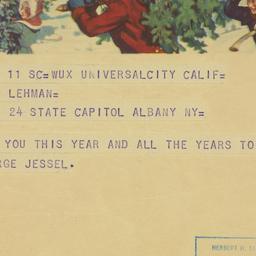 11 SC=WUX UNIVERSALCITY CALIF=
LEHMAN=
24 STATE CAPITOL ALBANY NY=
YOU THIS YEAR AND ALL THE YEARS TO
RGE JESSEL.
HERBERT H.